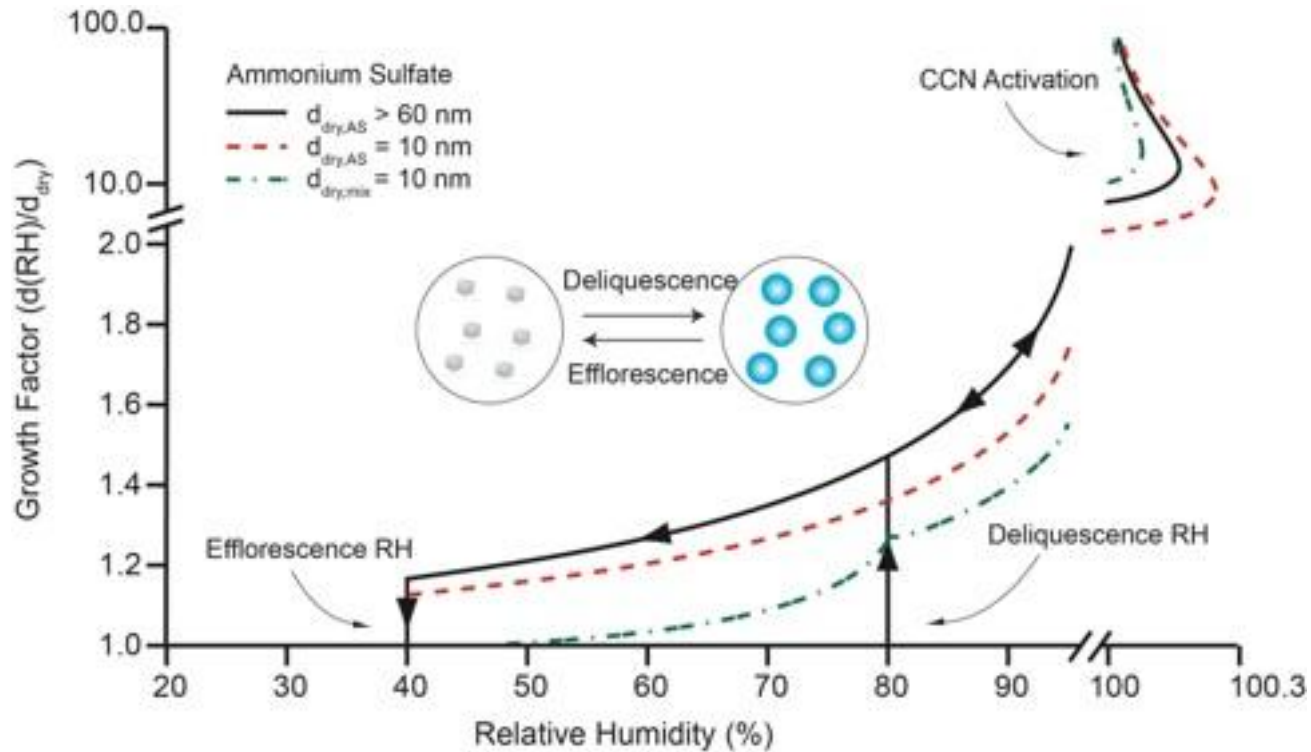 100.0
10.0
2.0
1.8
1.6
1.4
1.2
1.0
Growth Factor (d(RH)/d_dry)
Ammonium Sulfate
d_dry,AS > 60 nm
d_dry,AS = 10 nm
d_dry,mix = 10 nm
CCN Activation
Deliquescence
Efflorescence
Efflorescence RH
Deliquescence RH
20 30 40 50 60 70 80 90 100 100.3
Relative Humidity (%)